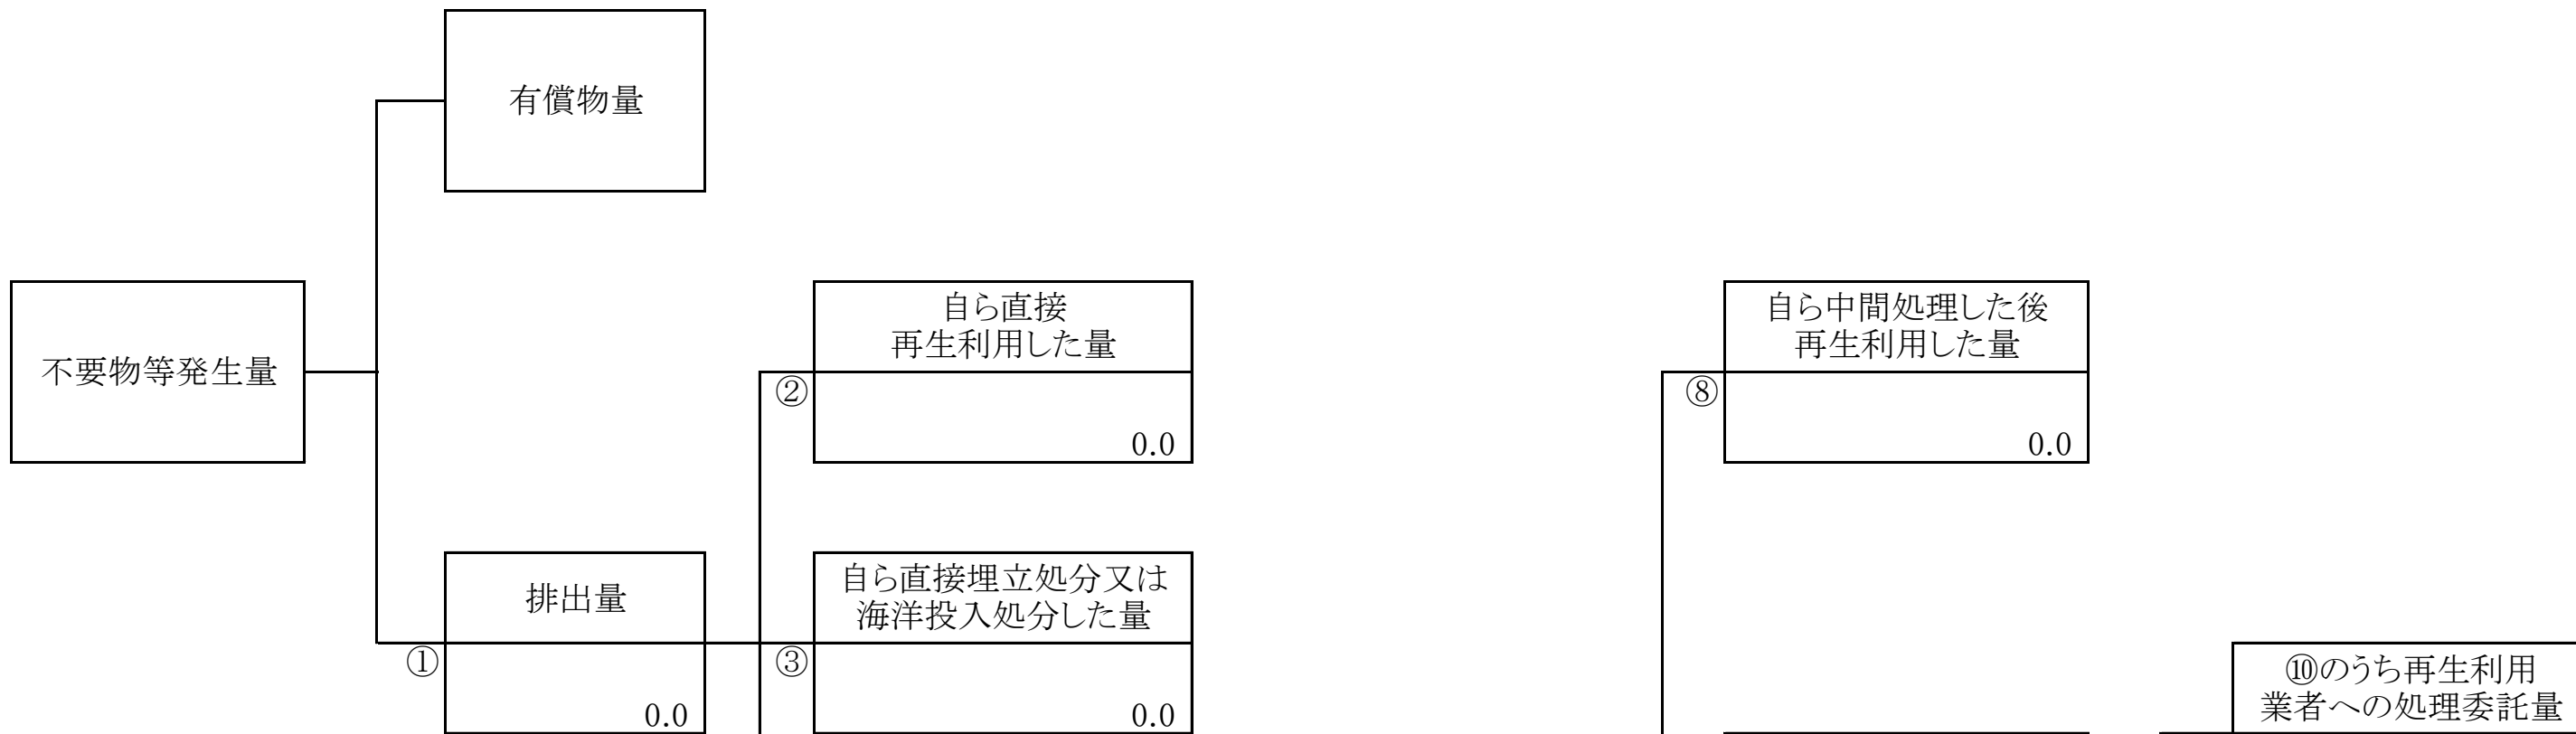 有償物量
不要物等発生量
自ら直接
再生利用した量
②
0.0
自ら中間処理した後
再生利用した量
⑧
0.0
排出量
①
0.0
自ら直接埋立処分又は
海洋投入処分した量
③
0.0
⑩のうち再生利用
業者への処理委託量